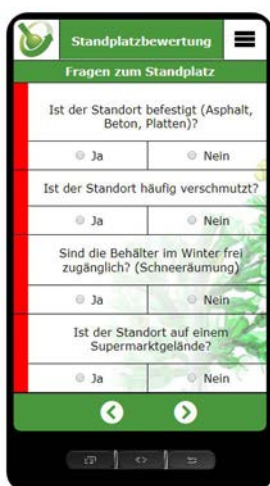 Standplatzbewertung
Fragen zum Standplatz
Ist der Standort befestigt (Asphalt,
Beton, Platten)?
Ja Nein
Ist der Standort häufig verschmutzt?
Ja Nein
Sind die Behälter im Winter frei
zugänglich? (Schneeräumung)
Ja Nein
Ist der Standort auf einem
Supermarktgelände?
Ja Nein